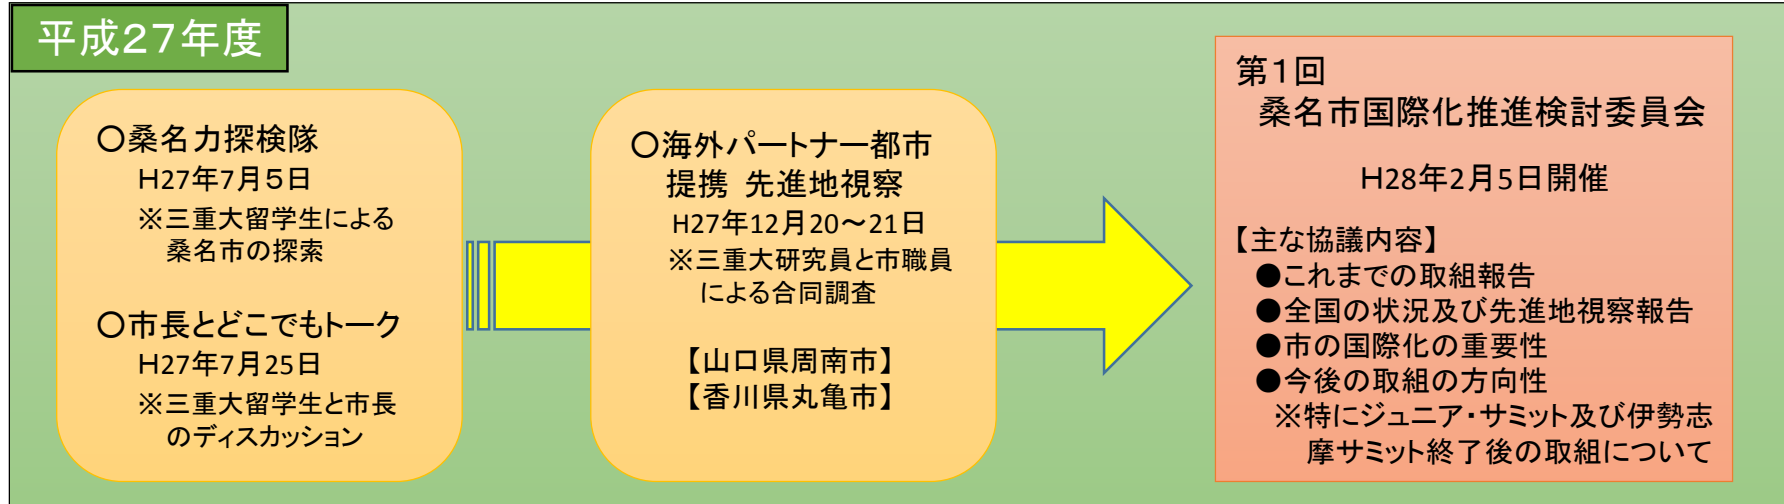 平成27年度
〇桑名力探検隊
H27年7月5日
※三重大留学生による
桑名市の探索
〇市長とどこでもトーク
H27年7月25日
※三重大留学生と市長
のディスカッション
〇海外パートナー都市
提携 先進地視察
H27年12月20～21日
※三重大研究員と市職員
による合同調査
【山口県周南市】
【香川県丸亀市】
第1回
桑名市国際化推進検討委員会
H28年2月5日開催
【主な協議内容】
●これまでの取組報告
●全国の状況及び先進地視察報告
●市の国際化の重要性
●今後の取組の方向性
※特にジュニア・サミット及び伊勢志
摩サミット終了後の取組について